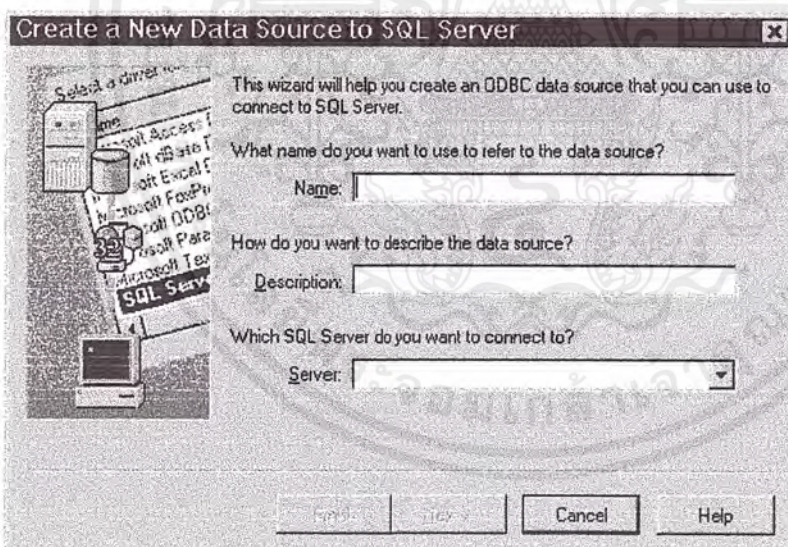 Create a New Data Source to SQL Server
This wizard will help you create an ODBC data source that you can use to
connect to SQL Server.
What name do you want to use to refer to the data source?
Name:
How do you want to describe the data source?
Description:
Which SQL Server do you want to connect to?
Server:
Cancel
Help
Select a driver
SQL Serve